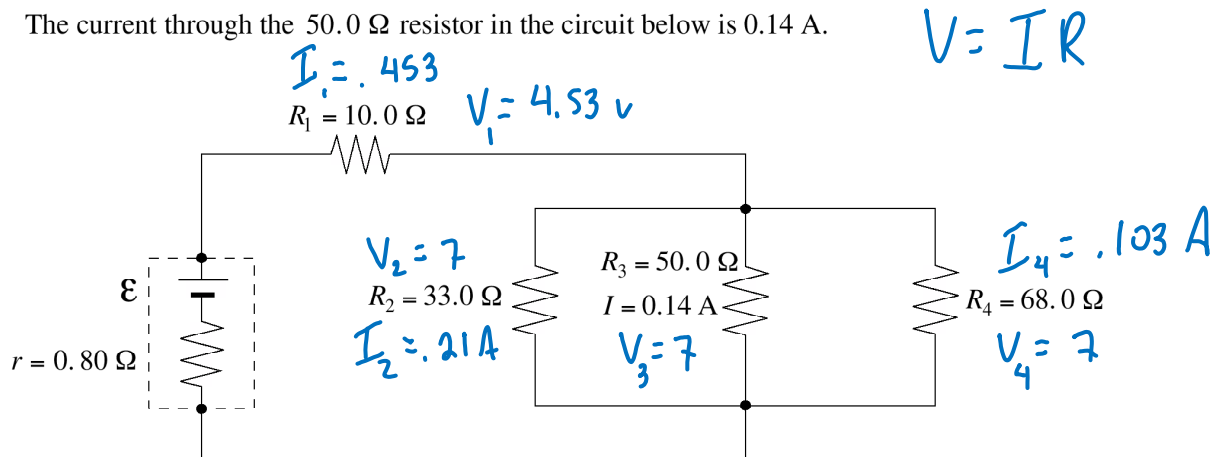 The current through the 50.0 Ω resistor in the circuit below is 0.14 A.
V = IR
I₁ = .453
R₁ = 10.0 Ω
V₁ = 4.53 v
V₂ = 7
R₂ = 33.0 Ω
I₂ = .21A
R₃ = 50.0 Ω
I = 0.14 A
V₃ = 7
I₄ = .103 A
R₄ = 68.0 Ω
V₄ = 7
ε
r = 0.80 Ω